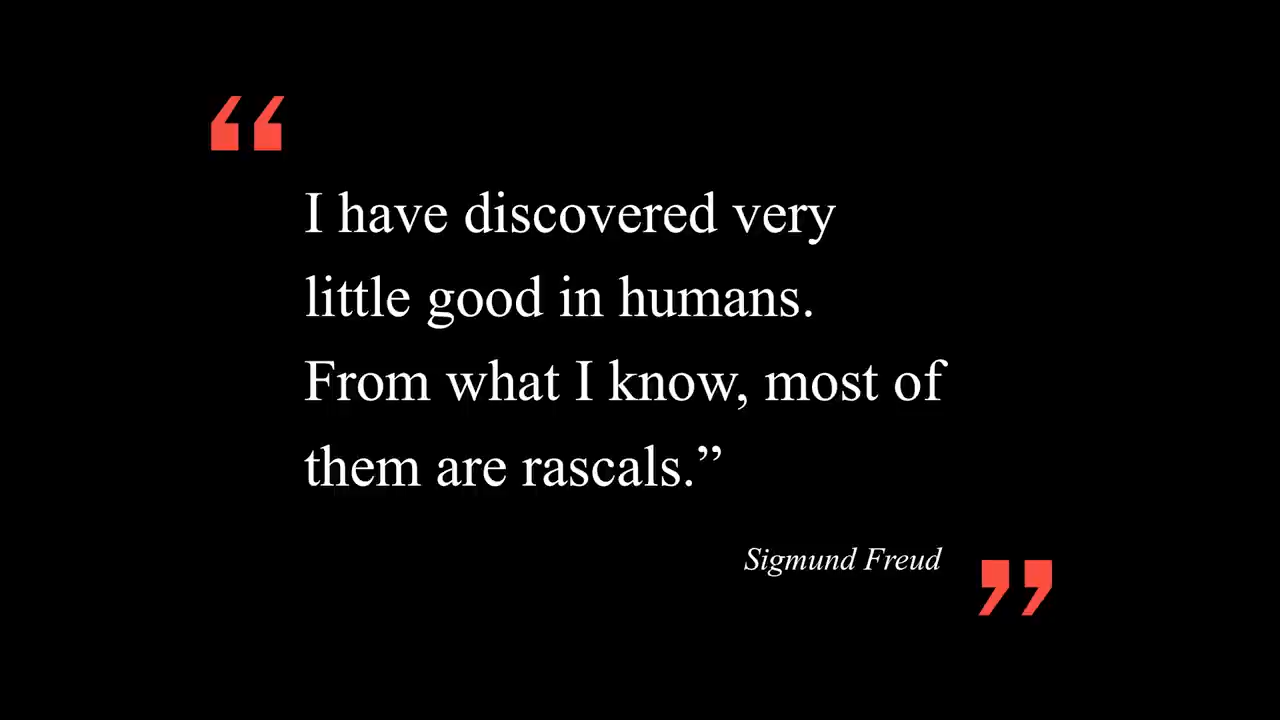 “
I have discovered very
little good in humans.
From what I know, most of
them are rascals.”
Sigmund Freud
”